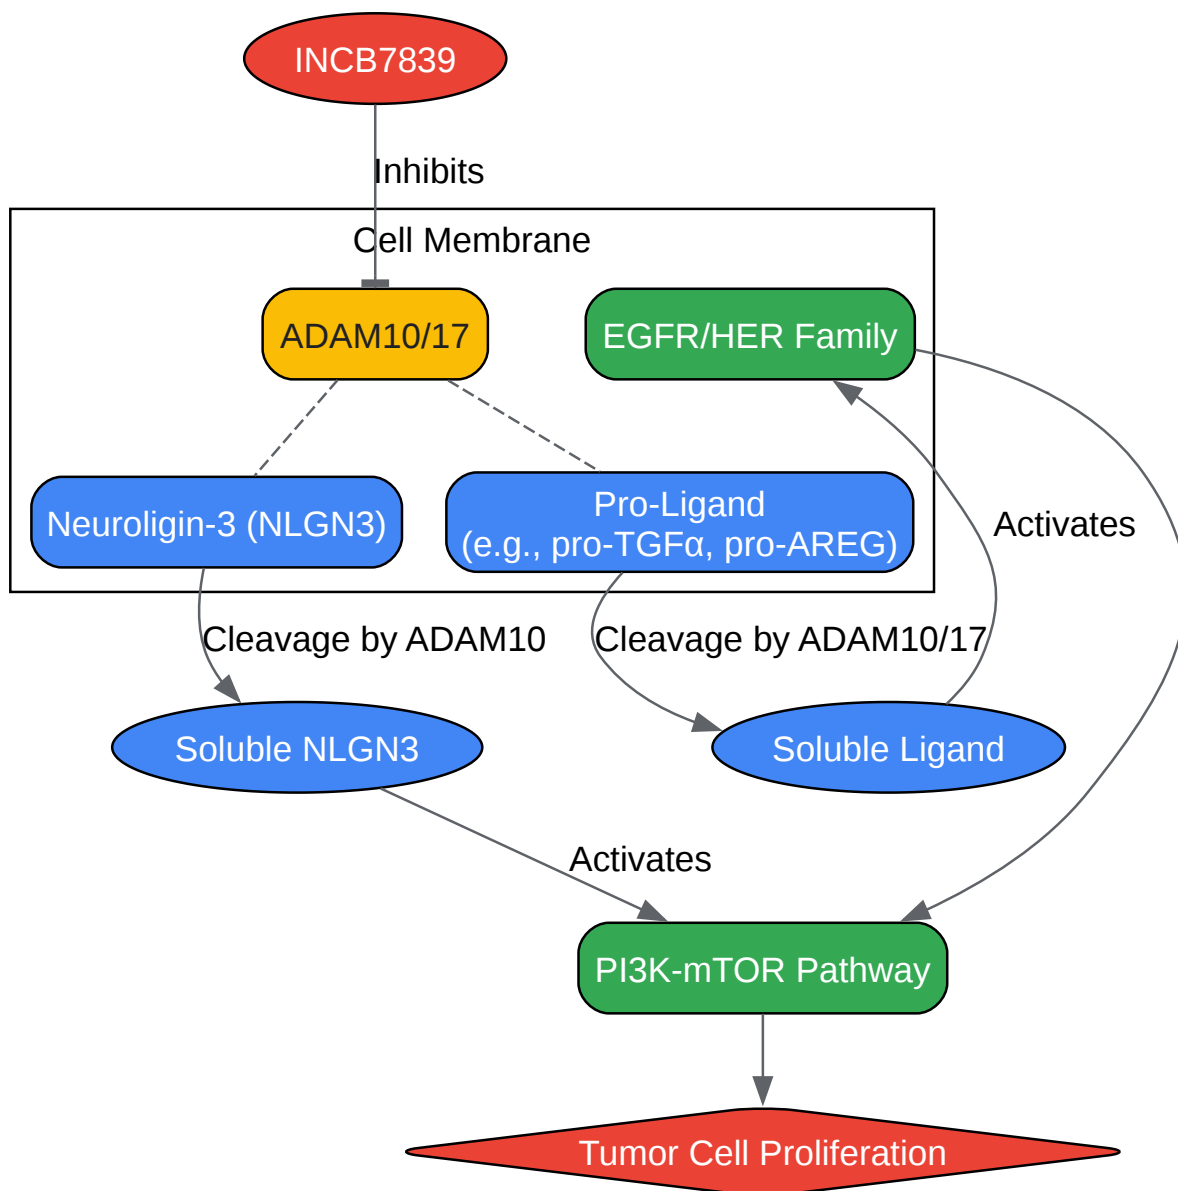 INCB7839
Inhibits
Cell Membrane
ADAM10/17
EGFR/HER Family
Neuroligin-3 (NLGN3)
Pro-Ligand
(e.g., pro-TGFα, pro-AREG)
Activates
Cleavage by ADAM10
Cleavage by ADAM10/17
Soluble NLGN3
Soluble Ligand
Activates
PI3K-mTOR Pathway
Tumor Cell Proliferation